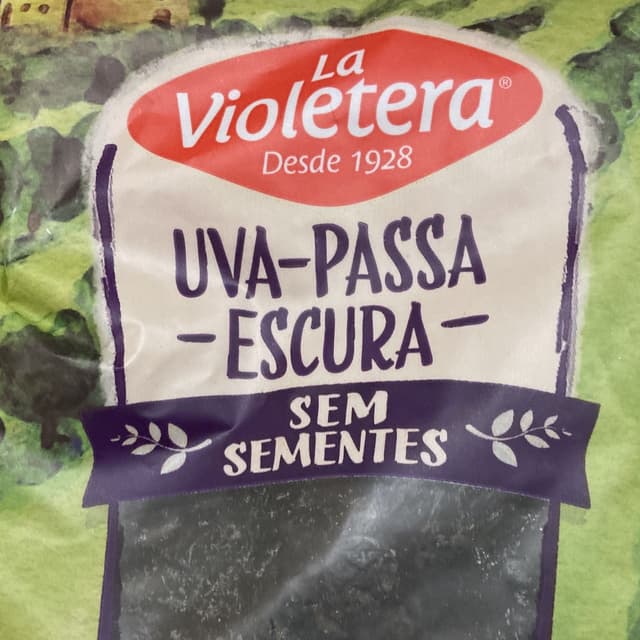 La
Violetera®
Desde 1928
UVA-PASSA
- ESCURA -
SEM
SEMENTES